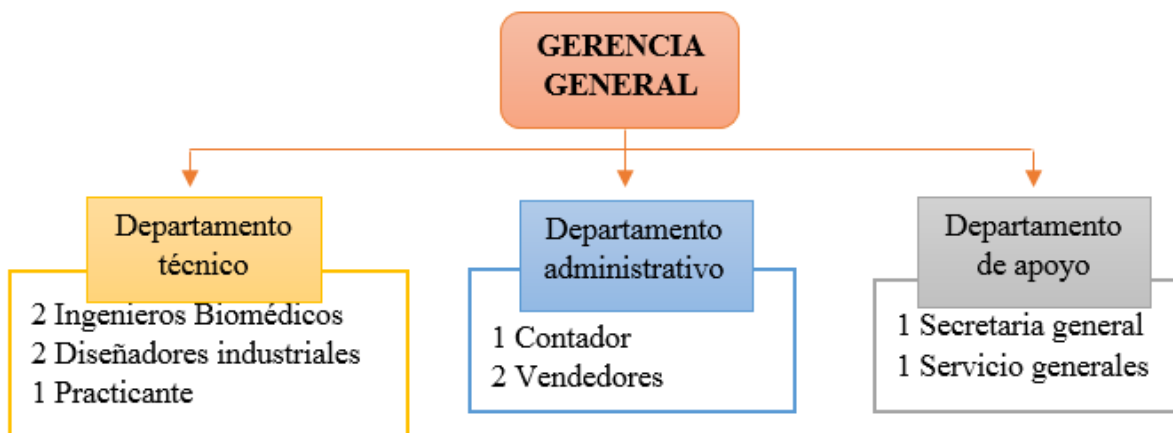 GERENCIA
GENERAL
Departamento
técnico
2 Ingenieros Biomédicos
2 Diseñadores industriales
1 Practicante
Departamento
administrativo
1 Contador
2 Vendedores
Departamento
de apoyo
1 Secretaria general
1 Servicio generales